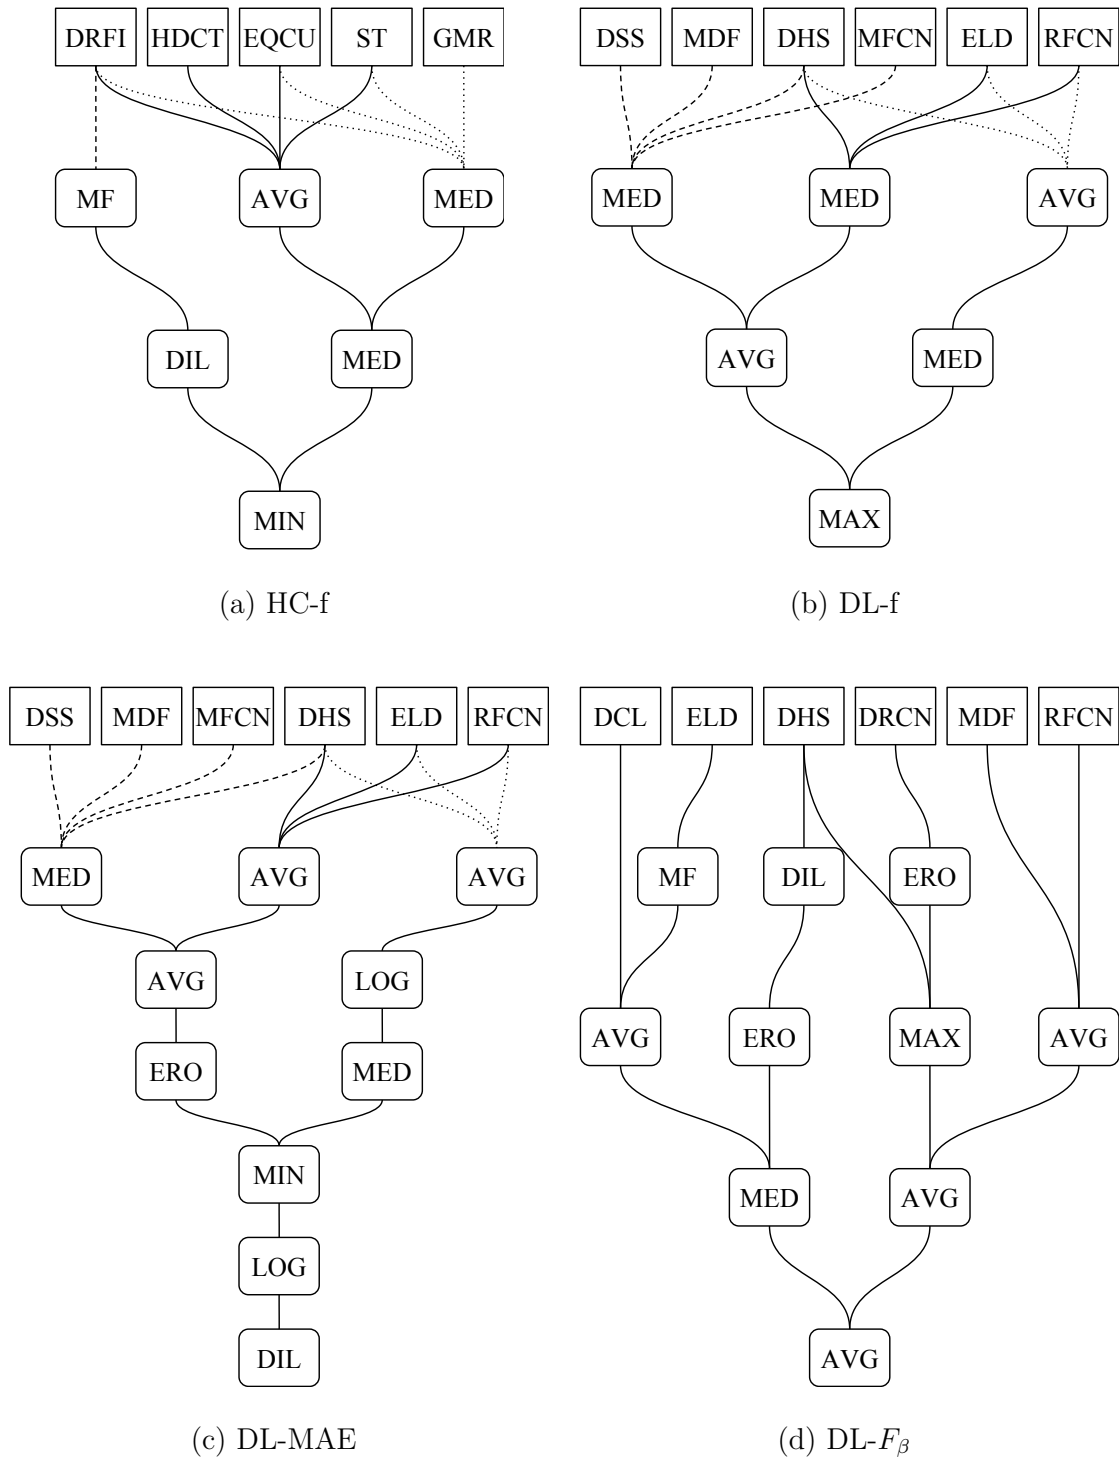 DRFI HDCT EQCU ST GMR
MF AVG MED
DIL MED
MIN
(a) HC-f
DSS MDF DHS MFCN ELD RFCN
MED MED AVG
AVG MED
MAX
(b) DL-f
DSS MDF MFCN DHS ELD RFCN
MED AVG AVG
AVG LOG
ERO MED
MIN
LOG
DIL
(c) DL-MAE
DCL ELD DHS DRCN MDF RFCN
MF DIL ERO
AVG ERO MAX AVG
MED AVG
AVG
(d) DL-Fβ